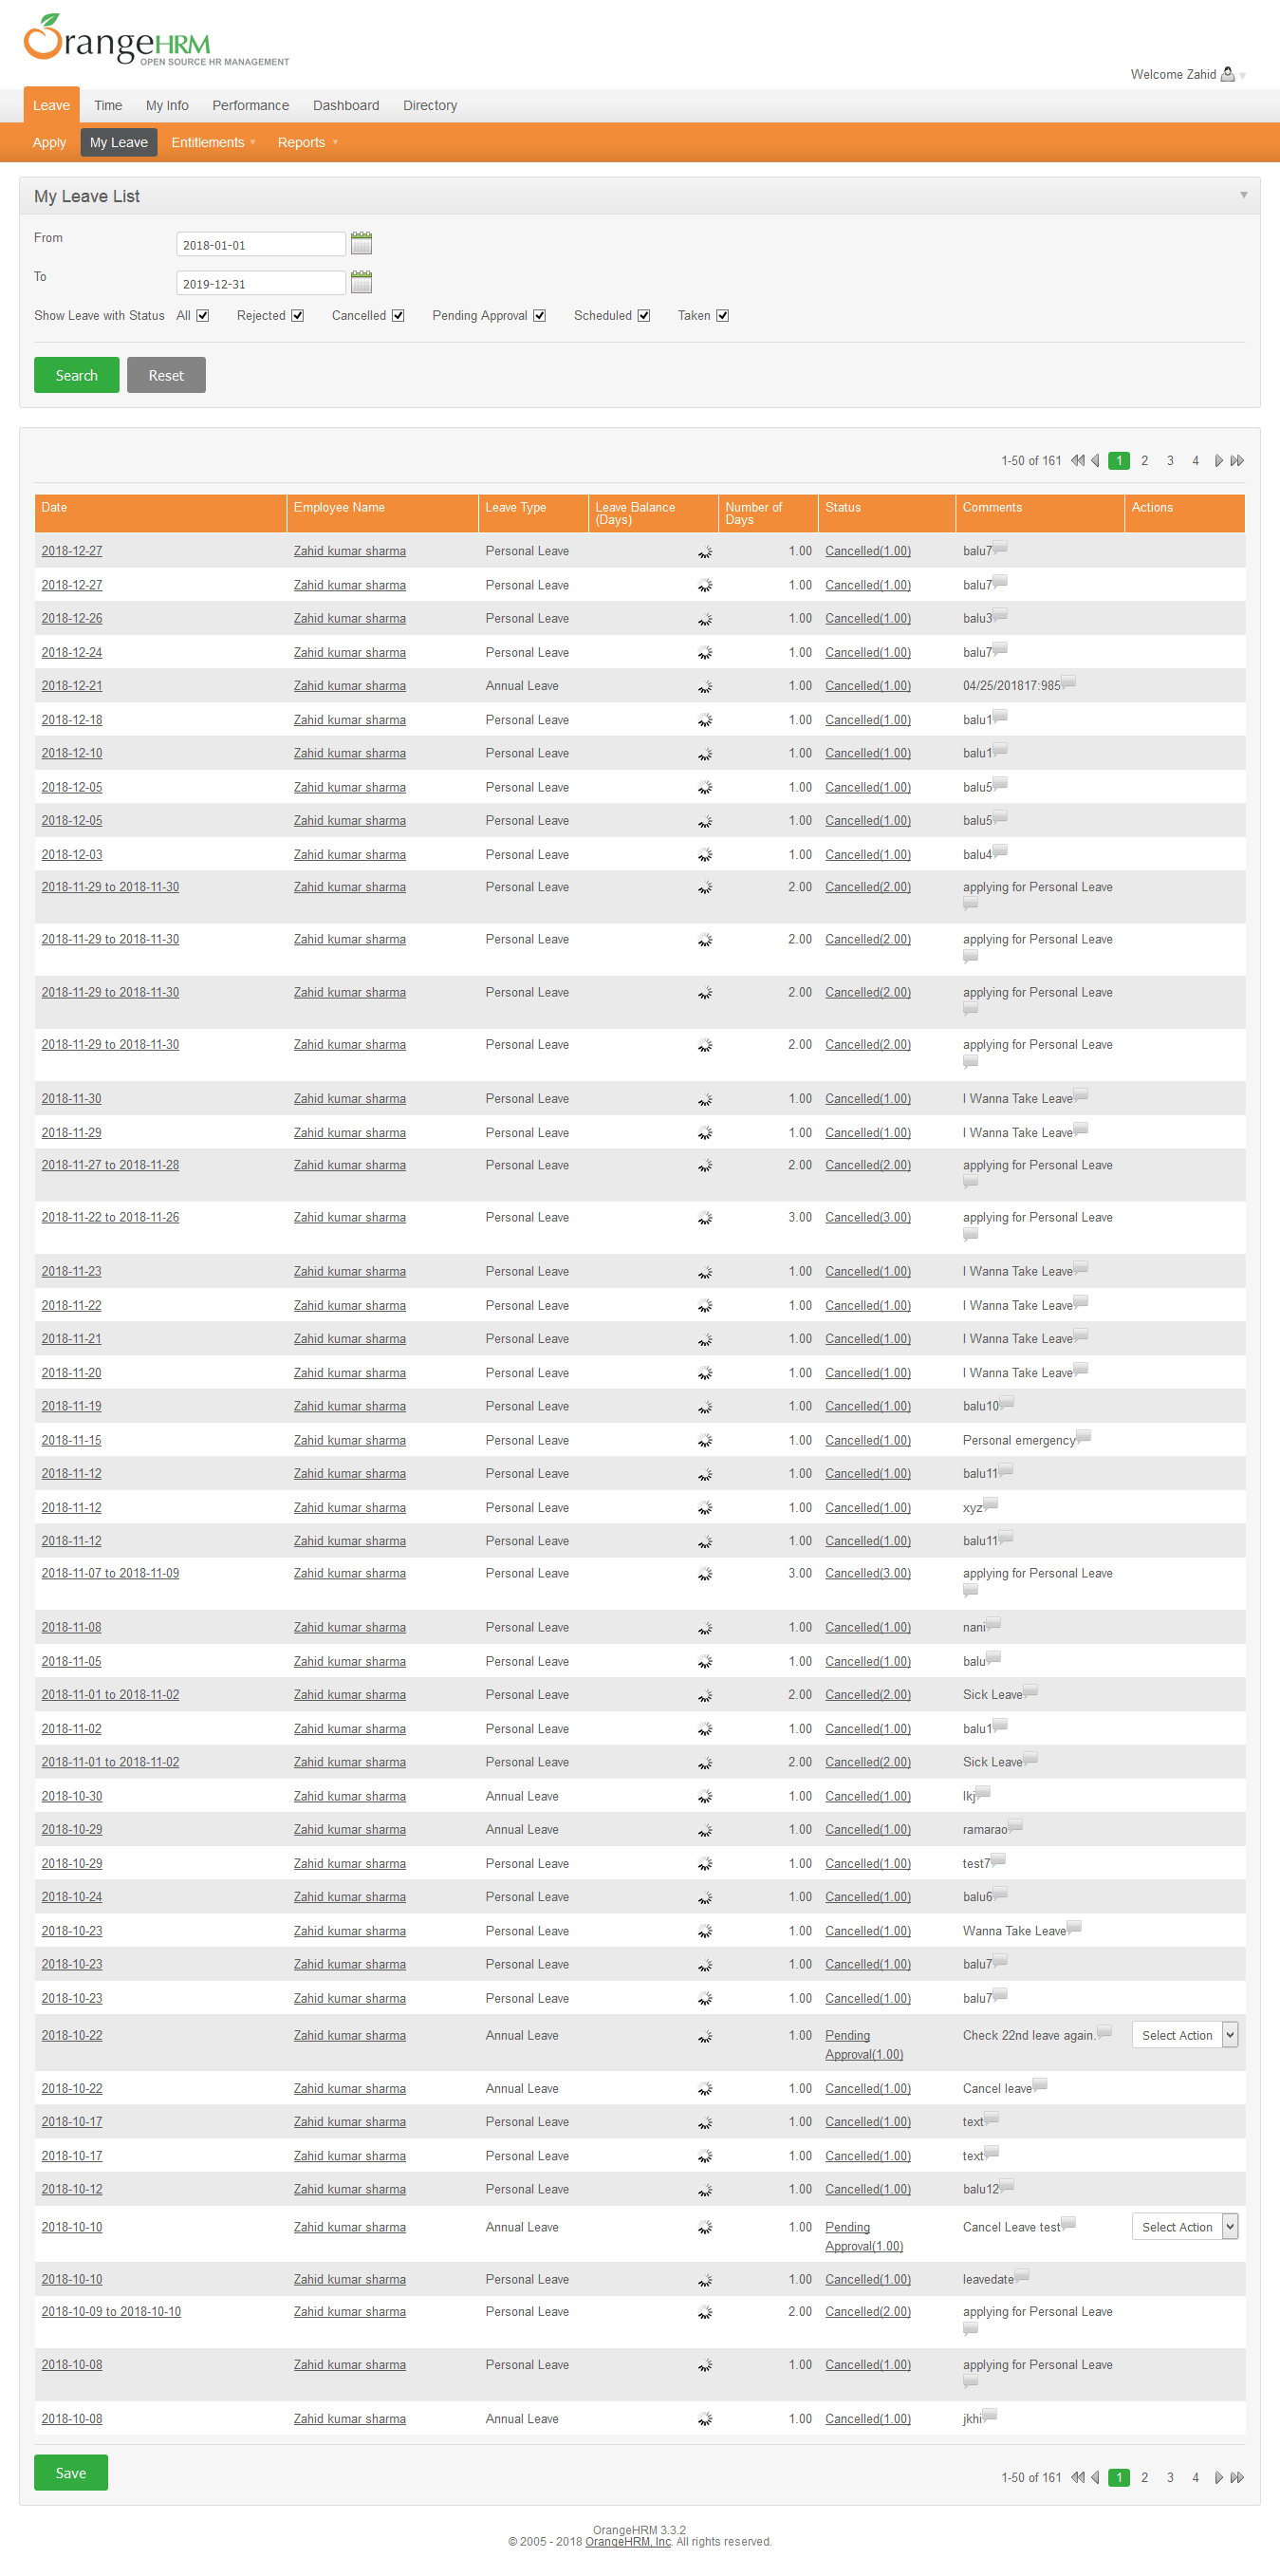 OrangeHRM
OPEN SOURCE HR MANAGEMENT
Welcome Zahid
Leave Time My Info Performance Dashboard Directory
Apply My Leave Entitlements Reports
My Leave List
From 2018-01-01
To 2019-12-31
Show Leave with Status All Rejected Cancelled Pending Approval Scheduled Taken
Search Reset
1-50 of 161 1 2 3 4
Date Employee Name Leave Type Leave Balance (Days) Number of Days Status Comments Actions
2018-12-27 Zahid kumar sharma Personal Leave 1.00 Cancelled(1.00) balu7
2018-12-27 Zahid kumar sharma Personal Leave 1.00 Cancelled(1.00) balu7
2018-12-26 Zahid kumar sharma Personal Leave 1.00 Cancelled(1.00) balu3
2018-12-24 Zahid kumar sharma Personal Leave 1.00 Cancelled(1.00) balu7
2018-12-21 Zahid kumar sharma Annual Leave 1.00 Cancelled(1.00) 04/25/201817:985
2018-12-18 Zahid kumar sharma Personal Leave 1.00 Cancelled(1.00) balu1
2018-12-10 Zahid kumar sharma Personal Leave 1.00 Cancelled(1.00) balu1
2018-12-05 Zahid kumar sharma Personal Leave 1.00 Cancelled(1.00) balu5
2018-12-05 Zahid kumar sharma Personal Leave 1.00 Cancelled(1.00) balu5
2018-12-03 Zahid kumar sharma Personal Leave 1.00 Cancelled(1.00) balu4
2018-11-29 to 2018-11-30 Zahid kumar sharma Personal Leave 2.00 Cancelled(2.00) applying for Personal Leave
2018-11-29 to 2018-11-30 Zahid kumar sharma Personal Leave 2.00 Cancelled(2.00) applying for Personal Leave
2018-11-29 to 2018-11-30 Zahid kumar sharma Personal Leave 2.00 Cancelled(2.00) applying for Personal Leave
2018-11-29 to 2018-11-30 Zahid kumar sharma Personal Leave 2.00 Cancelled(2.00) applying for Personal Leave
2018-11-30 Zahid kumar sharma Personal Leave 1.00 Cancelled(1.00) I Wanna Take Leave
2018-11-29 Zahid kumar sharma Personal Leave 1.00 Cancelled(1.00) I Wanna Take Leave
2018-11-27 to 2018-11-28 Zahid kumar sharma Personal Leave 2.00 Cancelled(2.00) applying for Personal Leave
2018-11-22 to 2018-11-26 Zahid kumar sharma Personal Leave 3.00 Cancelled(3.00) applying for Personal Leave
2018-11-23 Zahid kumar sharma Personal Leave 1.00 Cancelled(1.00) I Wanna Take Leave
2018-11-22 Zahid kumar sharma Personal Leave 1.00 Cancelled(1.00) I Wanna Take Leave
2018-11-21 Zahid kumar sharma Personal Leave 1.00 Cancelled(1.00) I Wanna Take Leave
2018-11-20 Zahid kumar sharma Personal Leave 1.00 Cancelled(1.00) I Wanna Take Leave
2018-11-19 Zahid kumar sharma Personal Leave 1.00 Cancelled(1.00) balu10
2018-11-15 Zahid kumar sharma Personal Leave 1.00 Cancelled(1.00) Personal emergency
2018-11-12 Zahid kumar sharma Personal Leave 1.00 Cancelled(1.00) balu11
2018-11-12 Zahid kumar sharma Personal Leave 1.00 Cancelled(1.00) xyz
2018-11-12 Zahid kumar sharma Personal Leave 1.00 Cancelled(1.00) balu11
2018-11-07 to 2018-11-09 Zahid kumar sharma Personal Leave 3.00 Cancelled(3.00) applying for Personal Leave
2018-11-08 Zahid kumar sharma Personal Leave 1.00 Cancelled(1.00) nani
2018-11-05 Zahid kumar sharma Personal Leave 1.00 Cancelled(1.00) balu
2018-11-01 to 2018-11-02 Zahid kumar sharma Personal Leave 2.00 Cancelled(2.00) Sick Leave
2018-11-02 Zahid kumar sharma Personal Leave 1.00 Cancelled(1.00) balu1
2018-11-01 to 2018-11-02 Zahid kumar sharma Personal Leave 2.00 Cancelled(2.00) Sick Leave
2018-10-30 Zahid kumar sharma Annual Leave 1.00 Cancelled(1.00) lkj
2018-10-29 Zahid kumar sharma Annual Leave 1.00 Cancelled(1.00) ramarao
2018-10-29 Zahid kumar sharma Personal Leave 1.00 Cancelled(1.00) test7
2018-10-24 Zahid kumar sharma Personal Leave 1.00 Cancelled(1.00) balu6
2018-10-23 Zahid kumar sharma Personal Leave 1.00 Cancelled(1.00) Wanna Take Leave
2018-10-23 Zahid kumar sharma Personal Leave 1.00 Cancelled(1.00) balu7
2018-10-23 Zahid kumar sharma Personal Leave 1.00 Cancelled(1.00) balu7
2018-10-22 Zahid kumar sharma Annual Leave 1.00 Pending Approval(1.00) Check 22nd leave again. Select Action
2018-10-22 Zahid kumar sharma Annual Leave 1.00 Cancelled(1.00) Cancel leave
2018-10-17 Zahid kumar sharma Personal Leave 1.00 Cancelled(1.00) text
2018-10-17 Zahid kumar sharma Personal Leave 1.00 Cancelled(1.00) text
2018-10-12 Zahid kumar sharma Personal Leave 1.00 Cancelled(1.00) balu12
2018-10-10 Zahid kumar sharma Annual Leave 1.00 Pending Approval(1.00) Cancel Leave test Select Action
2018-10-10 Zahid kumar sharma Personal Leave 1.00 Cancelled(1.00) leavedate
2018-10-09 to 2018-10-10 Zahid kumar sharma Personal Leave 2.00 Cancelled(2.00) applying for Personal Leave
2018-10-08 Zahid kumar sharma Personal Leave 1.00 Cancelled(1.00) applying for Personal Leave
2018-10-08 Zahid kumar sharma Annual Leave 1.00 Cancelled(1.00) jkhi
Save
1-50 of 161 1 2 3 4
OrangeHRM 3.3.2
© 2005 - 2018 OrangeHRM, Inc. All rights reserved.